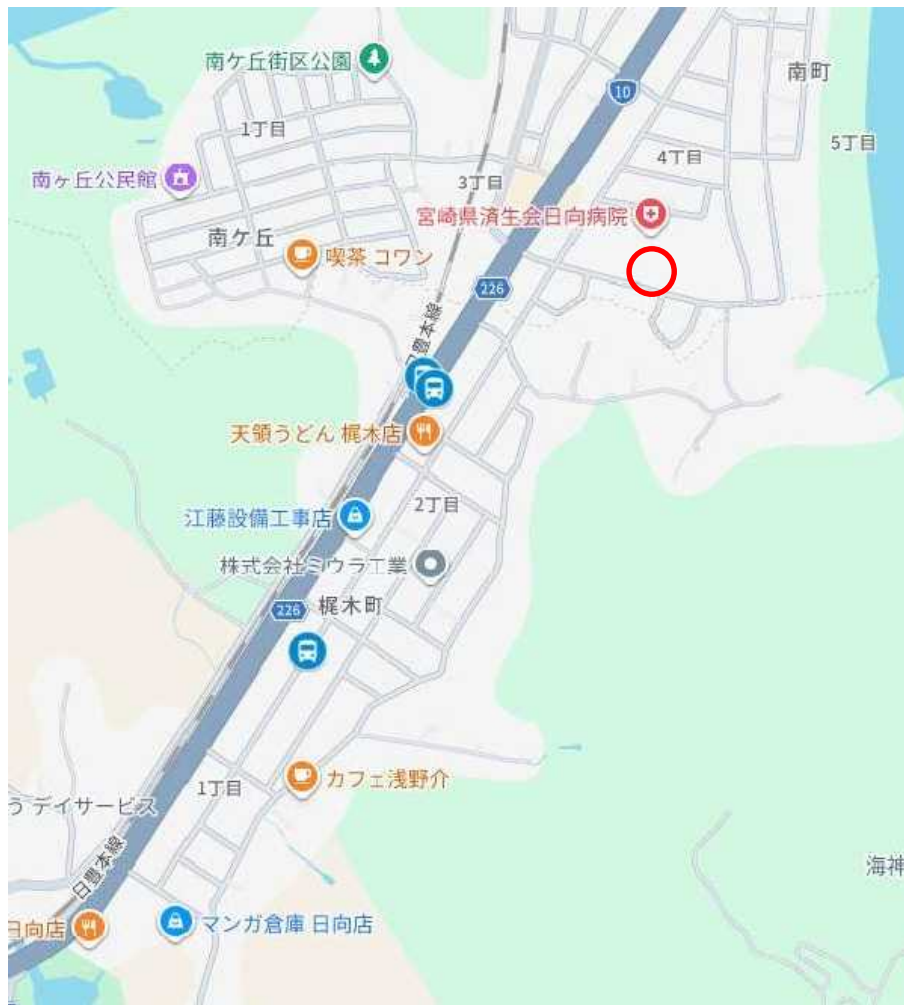 南ケ丘街区公園
10
南町
1丁目
5丁目
4丁目
南ヶ丘公民館
3丁目
宮崎県済生会日向病院
南ケ丘
喫茶 コワン
226
日豊本線
天領うどん 梶木店
2丁目
江藤設備工事店
株式会社ミウラ工業
226
梶木町
カフェ浅野介
1丁目
う デイサービス
日豊本線
海神
日向店
マンガ倉庫 日向店